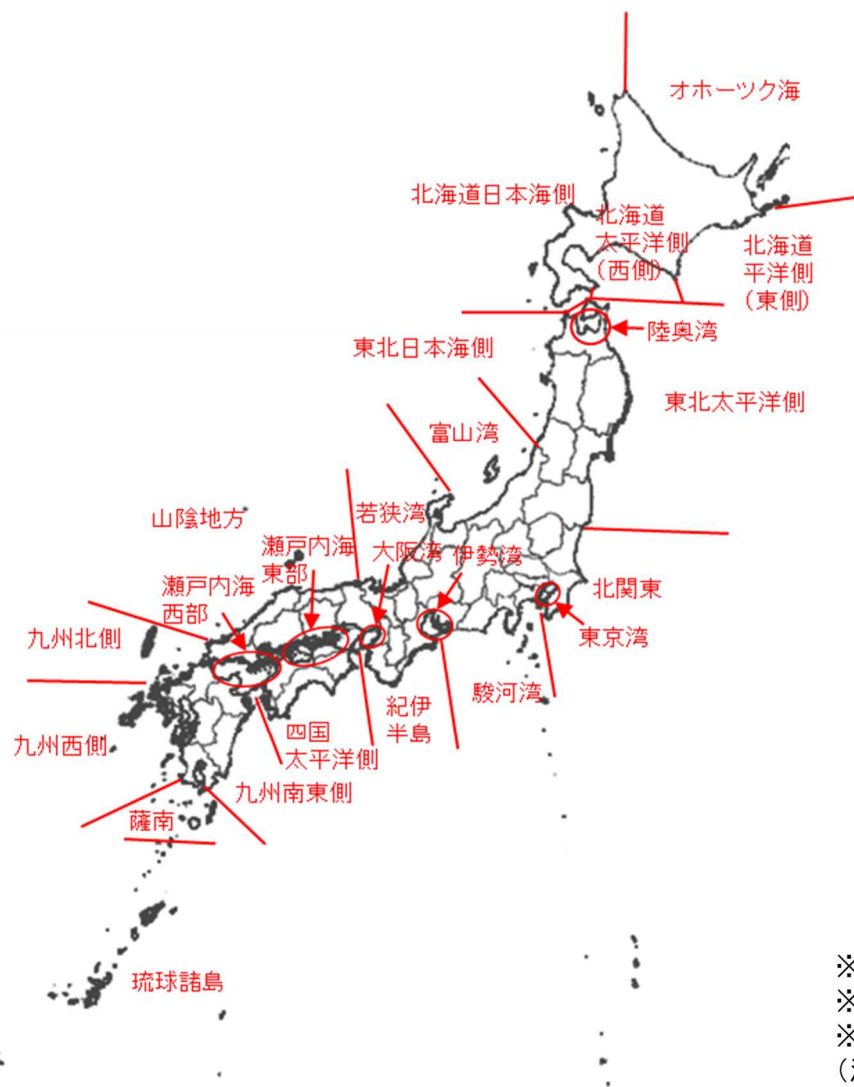 オホーツク海
北海道日本海側
北海道
太平洋側
(西側)
北海道
平洋側
(東側)
陸奥湾
東北日本海側
東北太平洋側
富山湾
山陰地方
若狭湾
瀬戸内海
東部
大阪湾
伊勢湾
瀬戸内海
西部
北関東
九州北側
東京湾
駿河湾
紀伊
半島
九州西側
四国
太平洋側
九州南東側
薩南
琉球諸島
※
※
※
(